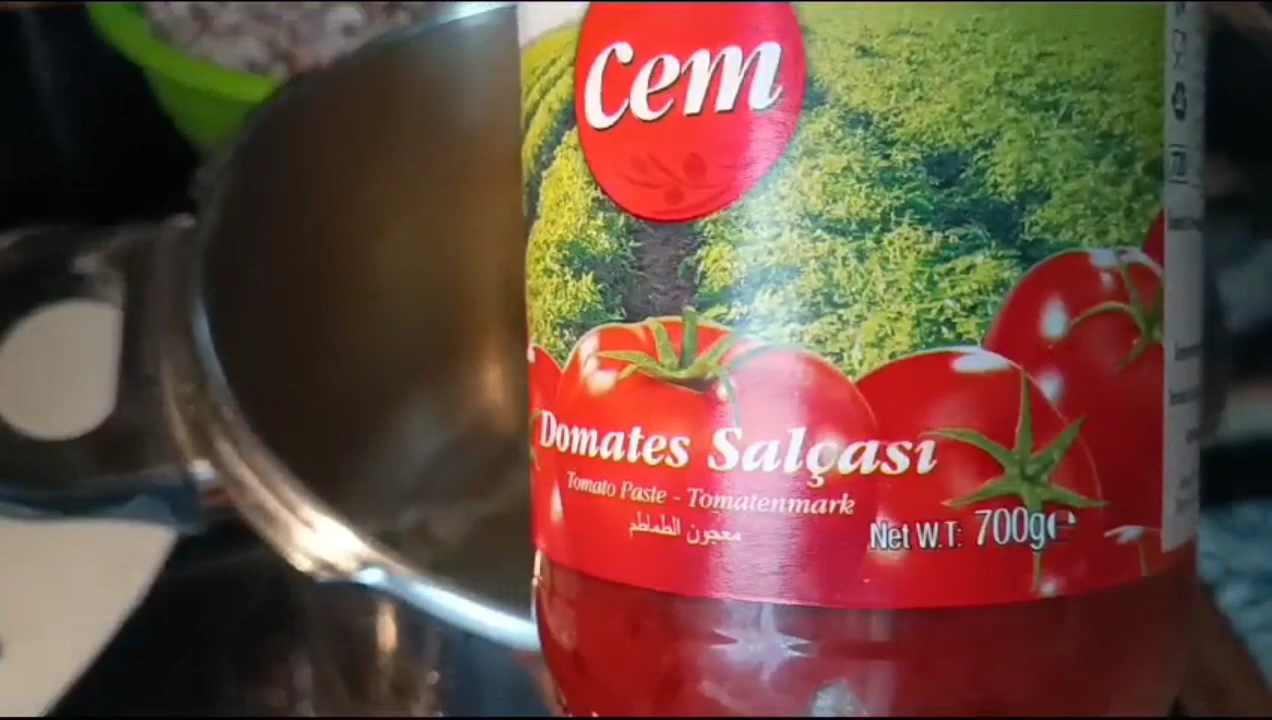 Cem
Domates Salçası
Tomato Paste - Tomatenmark
معجون الطماطم
Net W.T: 700g℮